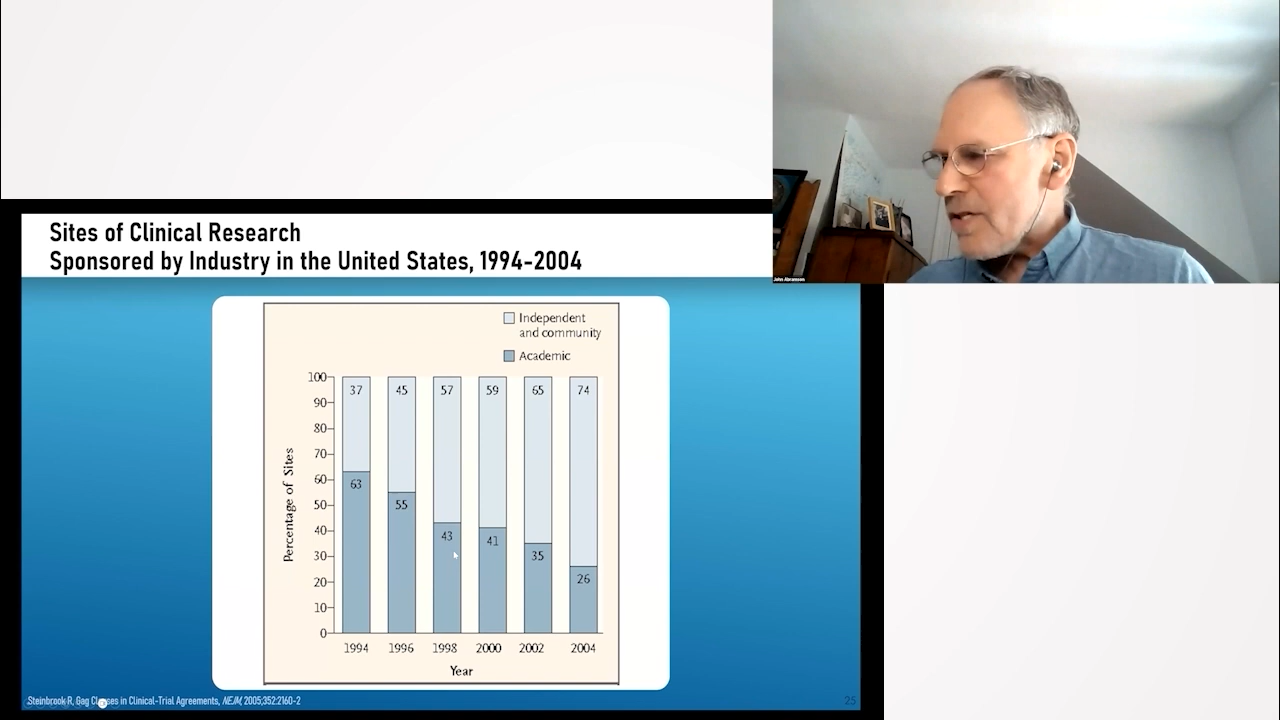 John Abramson
Sites of Clinical Research
Sponsored by Industry in the United States, 1994-2004
Independent
and community
Academic
Percentage of Sites
100
90
80
70
60
50
40
30
20
10
0
37 45 57 59 65 74
63 55 43 41 35 26
1994 1996 1998 2000 2002 2004
Year
Steinbrook R, Gag Clauses in Clinical-Trial Agreements, NEJM, 2005;352:2160-2
25